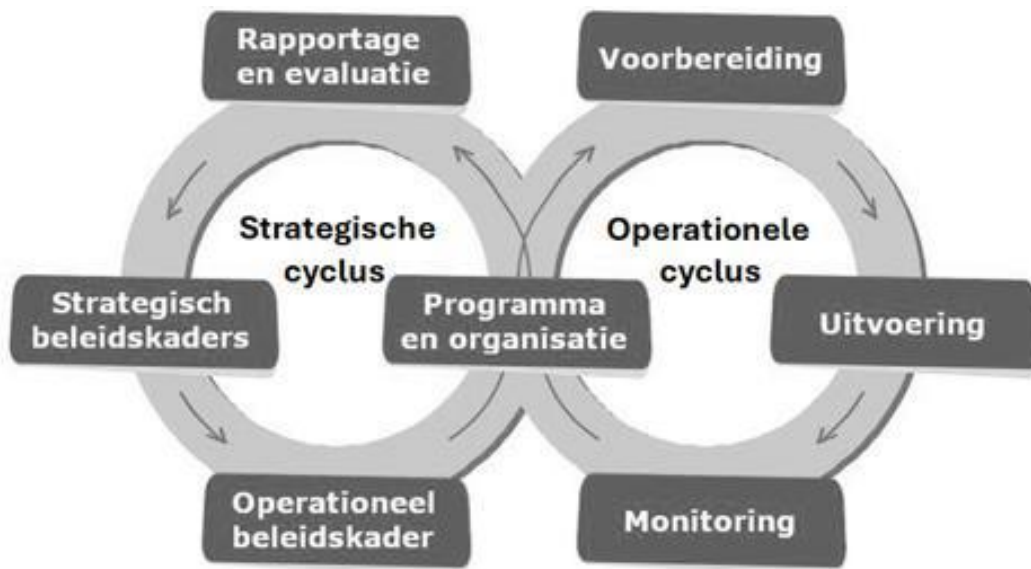 Rapportage
en evaluatie
Voorbereiding
Strategische
cyclus
Operationele
cyclus
Strategisch
beleidskaders
Programma
en organisatie
Uitvoering
Operationeel
beleidskader
Monitoring